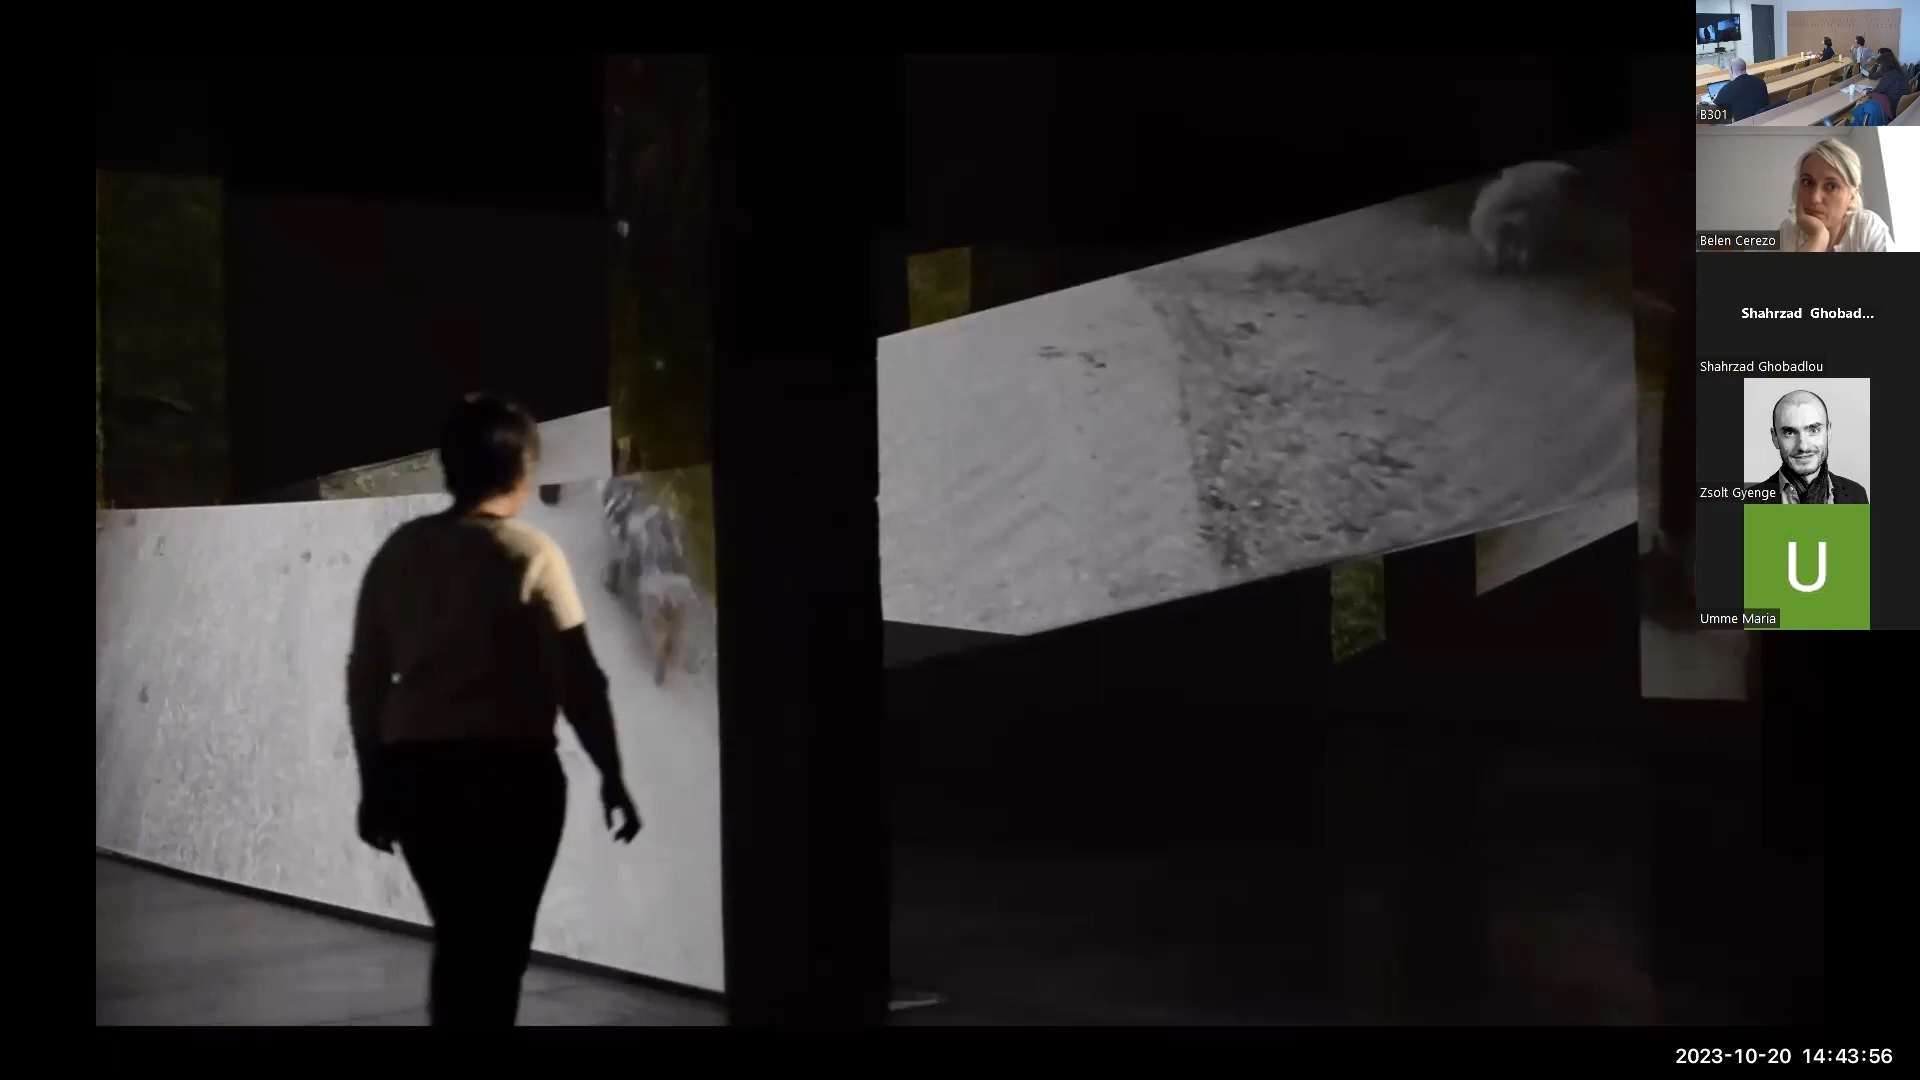 B301
Belen Cerezo
Shahrzad Ghobad...
Shahrzad Ghobadlou
Zsolt Gyenge
U
Umme Maria
2023-10-20 14:43:56